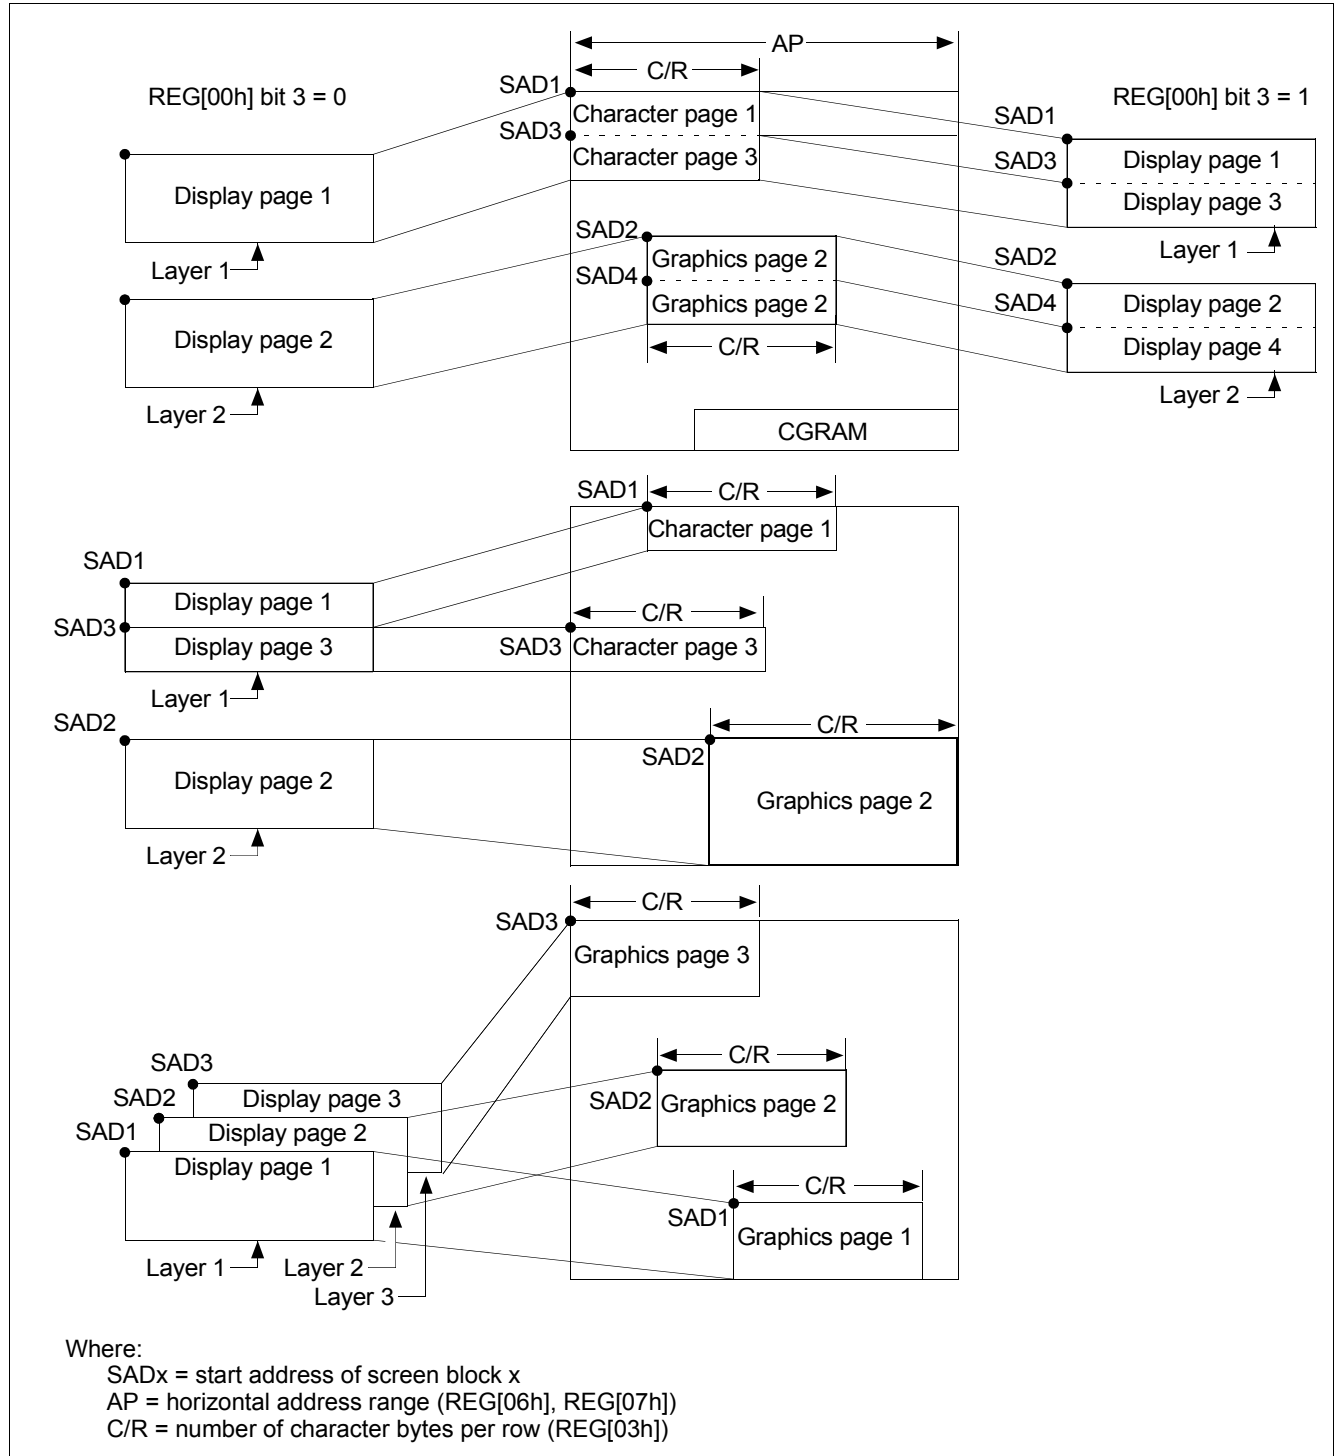 AP
C/R
REG[00h] bit 3 = 0
SAD1
REG[00h] bit 3 = 1
Character page 1
SAD1
SAD3
Character page 3
SAD3
Display page 1
Display page 1
Display page 3
SAD2
Graphics page 2
Layer 1
SAD2
Layer 1
SAD4
Graphics page 2
SAD4
Display page 2
Display page 2
C/R
Display page 4
Layer 2
Layer 2
CGRAM
SAD1
C/R
Character page 1
SAD1
Display page 1
C/R
SAD3
Display page 3
SAD3
Character page 3
Layer 1
SAD2
C/R
SAD2
Display page 2
Graphics page 2
Layer 2
C/R
SAD3
Graphics page 3
SAD3
C/R
Display page 3
SAD2
SAD2
Graphics page 2
SAD1
Display page 2
Display page 1
C/R
SAD1
Graphics page 1
Layer 1
Layer 2
Layer 3
Where:
SADx = start address of screen block x
AP = horizontal address range (REG[06h], REG[07h])
C/R = number of character bytes per row (REG[03h])